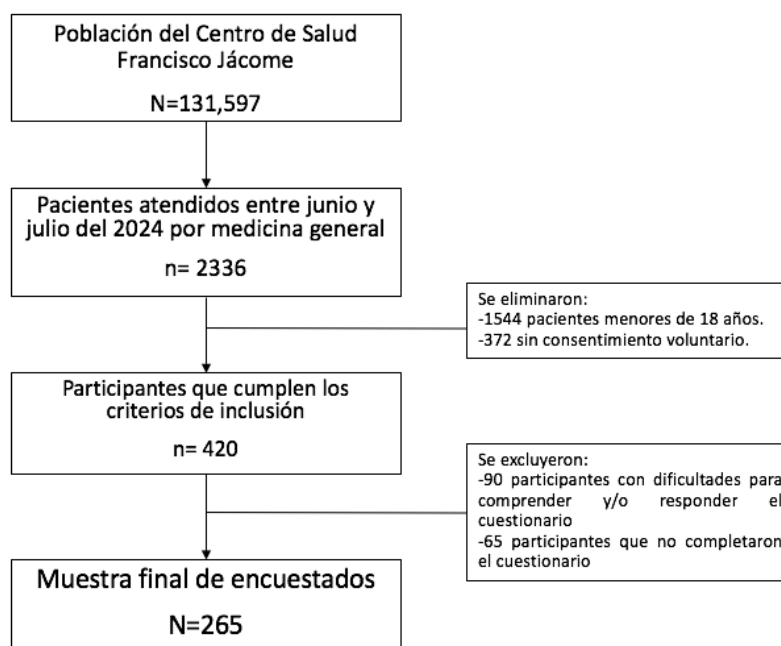 Población del Centro de Salud
Francisco Jácome
N=131,597
Pacientes atendidos entre junio y
julio del 2024 por medicina general
n= 2336
Se eliminaron:
-1544 pacientes menores de 18 años.
-372 sin consentimiento voluntario.
Participantes que cumplen los
criterios de inclusión
n= 420
Se excluyeron:
-90 participantes con dificultades para
comprender y/o responder el
cuestionario
-65 participantes que no completaron
el cuestionario
Muestra final de encuestados
N=265